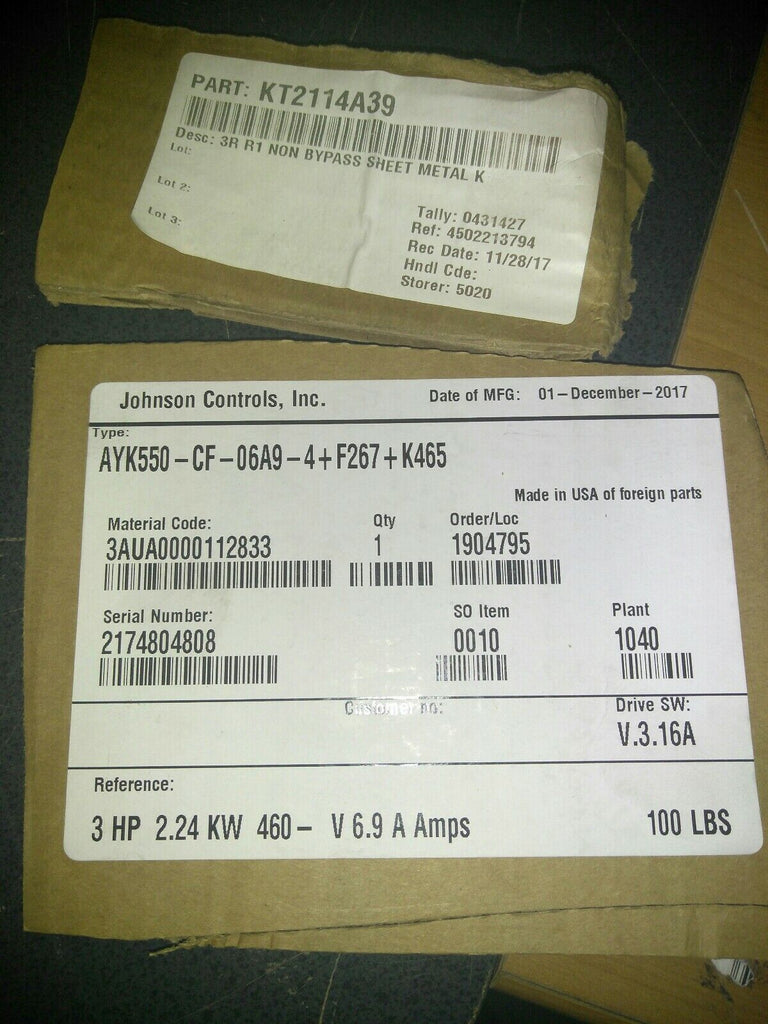 PART: KT2114A39
Desc: 3R R1 NON BYPASS SHEET METAL K
Lot:
Lot 2:
Lot 3:
Tally: 0431427
Ref: 4502213794
Rec Date: 11/28/17
Hndl Cde:
Storer: 5020
Johnson Controls, Inc. Date of MFG: 01-December-2017
Type:
AYK550-CF-06A9-4+F267+K465
Made in USA of foreign parts
Material Code: Qty Order/Loc
3AUA0000112833 1 1904795
Serial Number: SO Item Plant
2174804808 0010 1040
Customer no: Drive SW:
V.3.16A
Reference:
3 HP 2.24 KW 460- V 6.9 A Amps 100 LBS